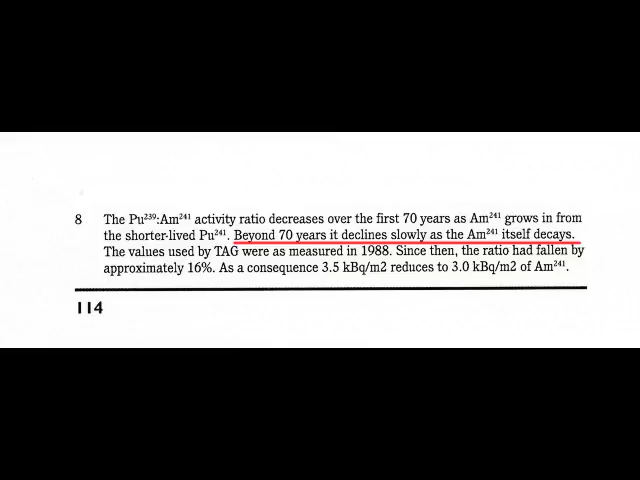 8 The Pu²³⁹:Am²⁴¹ activity ratio decreases over the first 70 years as Am²⁴¹ grows in from
the shorter-lived Pu²⁴¹. Beyond 70 years it declines slowly as the Am²⁴¹ itself decays.
The values used by TAG were as measured in 1988. Since then, the ratio had fallen by
approximately 16%. As a consequence 3.5 kBq/m2 reduces to 3.0 kBq/m2 of Am²⁴¹.
114